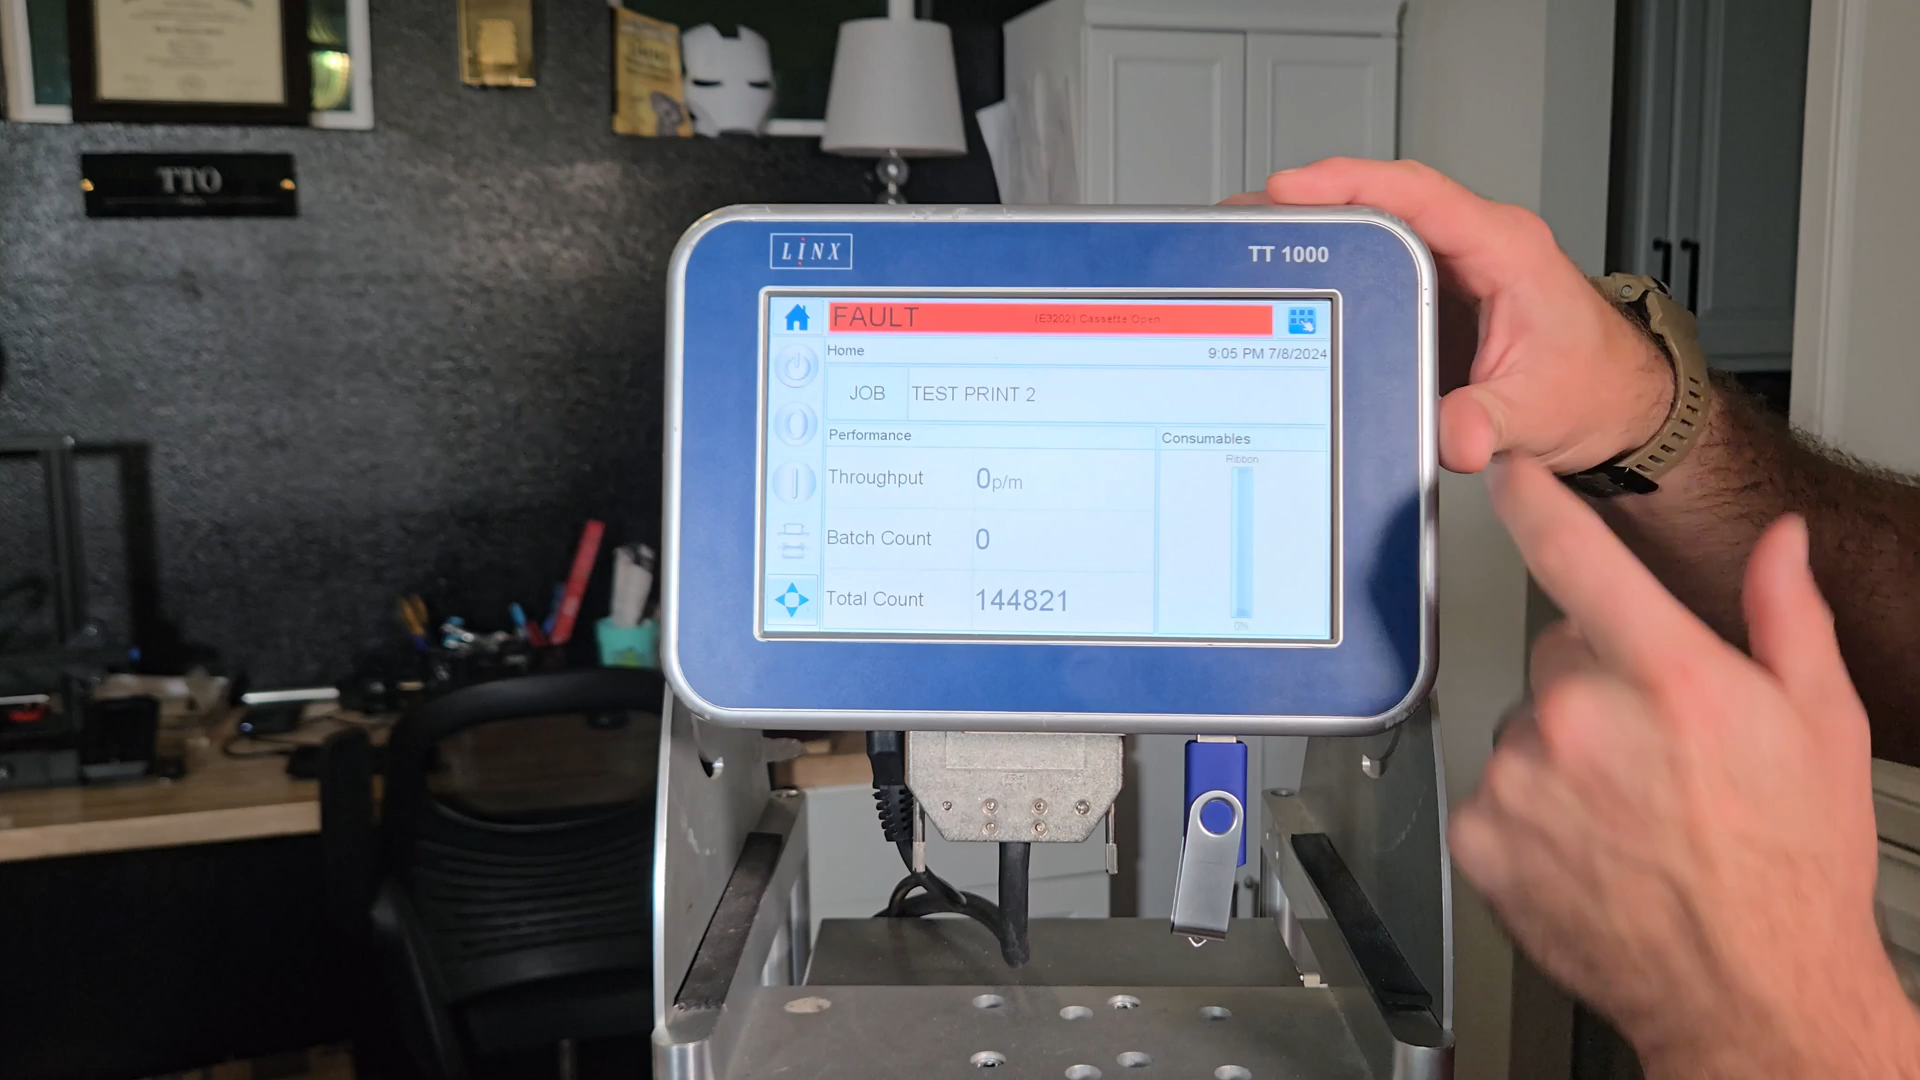 TTO
LINX
TT 1000
FAULT
(E3202) Cassette Open
Home
9:05 PM 7/8/2024
JOB
TEST PRINT 2
Performance
Consumables
Ribbon
Throughput
0p/m
Batch Count
0
Total Count
144821
0%